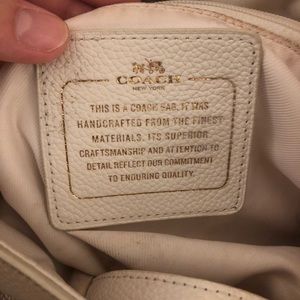 COACH
NEW YORK
THIS IS A COACH BAG. IT WAS
HANDCRAFTED FROM THE FINEST
MATERIALS. ITS SUPERIOR
CRAFTSMANSHIP AND ATTENTION TO
DETAIL REFLECT OUR COMMITMENT
TO ENDURING QUALITY.